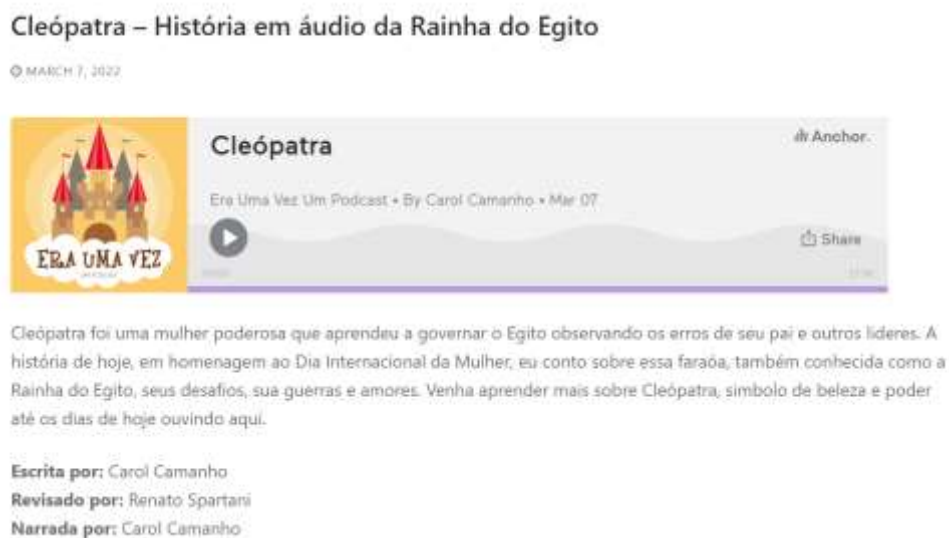 Cleópatra – História em áudio da Rainha do Egito
MARCH 7, 2022
Cleópatra
Anchor.
Era Uma Vez Um Podcast • By Carol Camanho • Mar 07
Share
ERA UMA VEZ
Cleópatra foi uma mulher poderosa que aprendeu a governar o Egito observando os erros de seu pai e outros lideres. A
história de hoje, em homenagem ao Dia Internacional da Mulher, eu conto sobre essa faraóa, também conhecida como a
Rainha do Egito, seus desafios, sua guerras e amores. Venha aprender mais sobre Cleópatra, simbolo de beleza e poder
até os dias de hoje ouvindo aqui.
Escrita por: Carol Camanho
Revisado por: Renato Spartani
Narrada por: Carol Camanho